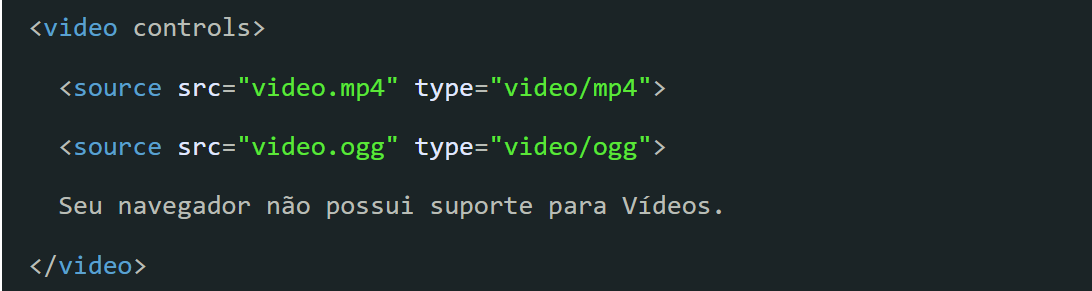 <video controls>
<source src="video.mp4" type="video/mp4">
<source src="video.ogg" type="video/ogg">
Seu navegador não possui suporte para Vídeos.
</video>